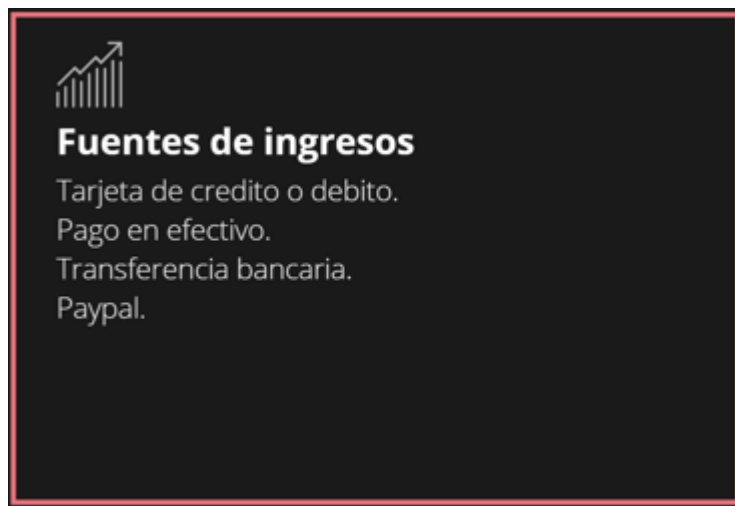 Fuentes de ingresos
Tarjeta de credito o debito.
Pago en efectivo.
Transferencia bancaria.
Paypal.